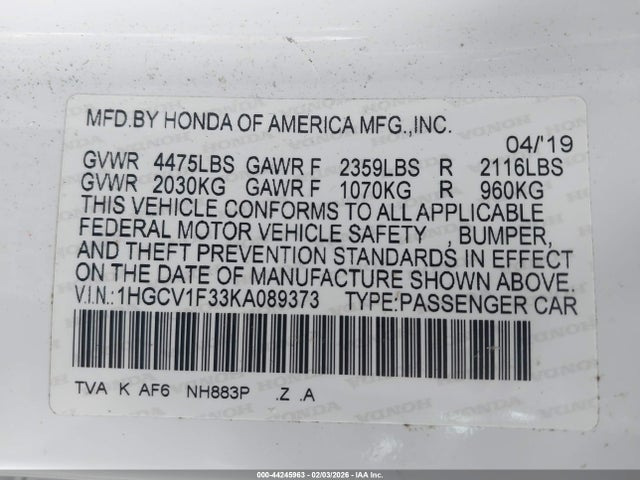 MFD.BY HONDA OF AMERICA MFG.,INC.
04/'19
GVWR 4475LBS GAWR F 2359LBS R 2116LBS
GVWR 2030KG GAWR F 1070KG R 960KG
THIS VEHICLE CONFORMS TO ALL APPLICABLE
FEDERAL MOTOR VEHICLE SAFETY , BUMPER,
AND THEFT PREVENTION STANDARDS IN EFFECT
ON THE DATE OF MANUFACTURE SHOWN ABOVE.
V.I.N.:1HGCV1F33KA089373 TYPE:PASSENGER CAR
TVA K AF6 NH883P .Z .A
000-44245963 | 02/03/2026 | IAA Inc.